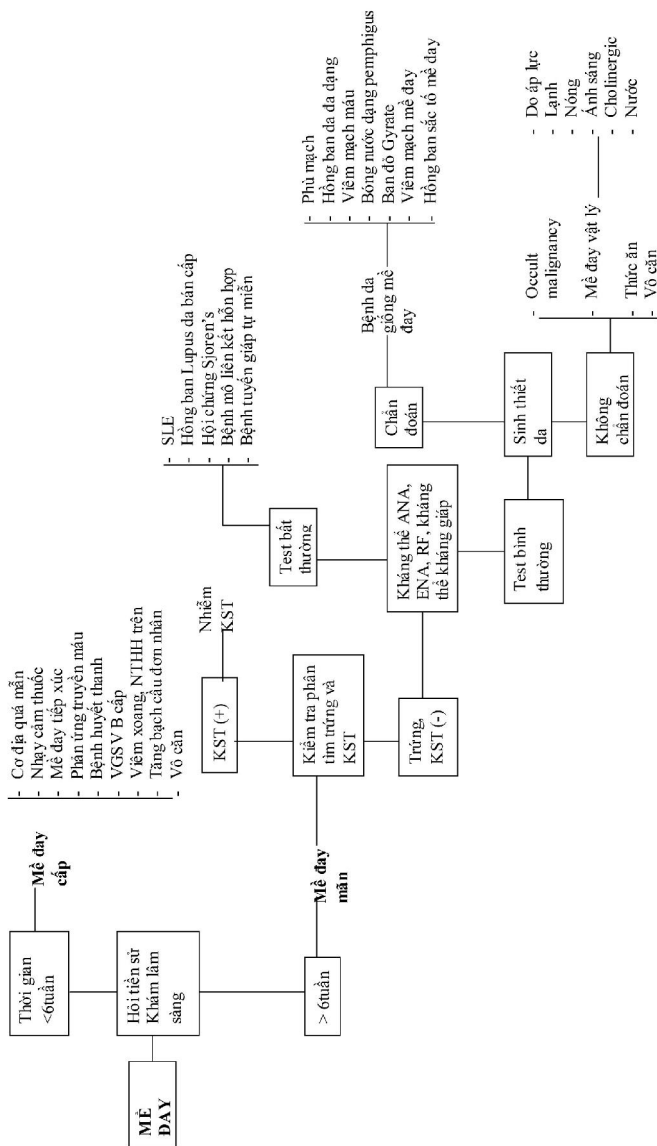 MỀ
ĐAY
Hỏi tiền sử
Khám lâm
sàng
Thời gian
<6tuần
Mề đay
cấp
- Cơ địa quá mẫn
- Nhạy cảm thuốc
- Mề đay tiếp xúc
- Phản ứng truyền máu
- Bệnh huyết thanh
- VGSV B cấp
- Viêm xoang, NTHH trên
- Tăng bạch cầu đơn nhân
- Vô căn
> 6tuần
Mề đay
mãn
Kiểm tra phân
tìm trứng và
KST
KST (+)
Nhiễm
KST
Trứng,
KST (-)
Kháng thể ANA,
ENA, RF, kháng
thể kháng giáp
Test bất
thường
- SLE
- Hồng ban Lupus da bán cấp
- Hội chứng Sjoren's
- Bệnh mô liên kết hỗn hợp
- Bệnh tuyến giáp tự miễn
Test bình
thường
Sinh thiết
da
Chẩn
đoán
Bệnh da
giống mề
đay
- Phù mạch
- Hồng ban đa dạng
- Viêm mạch máu
- Bóng nước dạng pemphigus
- Ban đỏ Gyrate
- Viêm mạch mề đay
- Hồng ban sắc tố mề đay
Không
chẩn đoán
- Occult
malignancy
- Mề đay vật lý
- Thức ăn
- Vô căn
- Do áp lực
- Lạnh
- Nóng
- Ánh sáng
- Cholinergic
- Nước